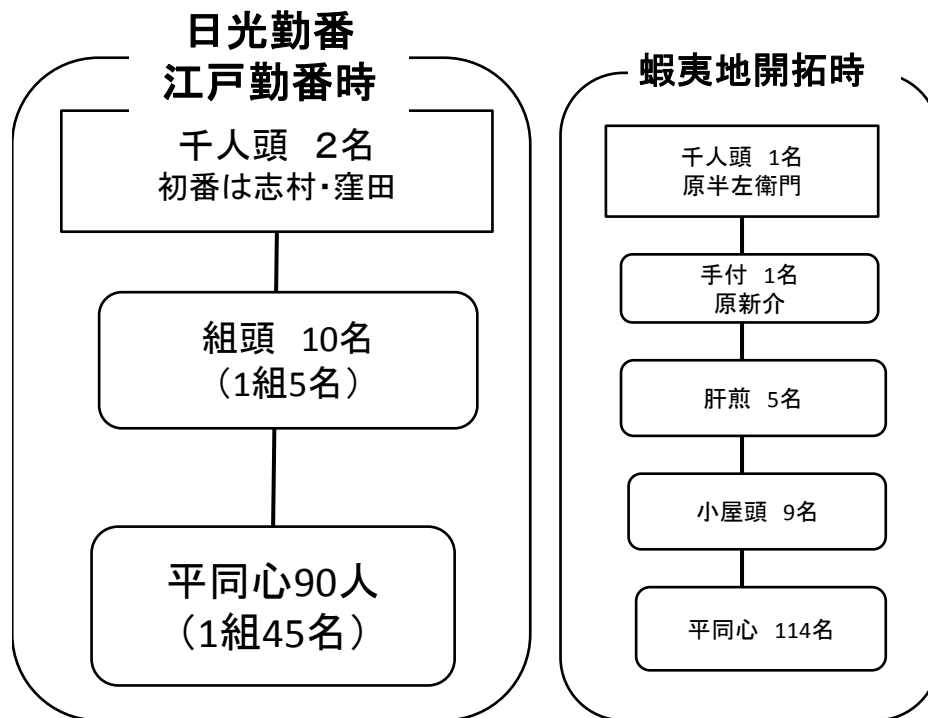 日光勤番
江戸勤番時
千人頭　２名
初番は志村・窪田
組頭　10名
（1組5名）
平同心90人
（1組45名）
蝦夷地開拓時
千人頭　1名
原半左衛門
手付　1名
原新介
肝煎　5名
小屋頭　9名
平同心　114名